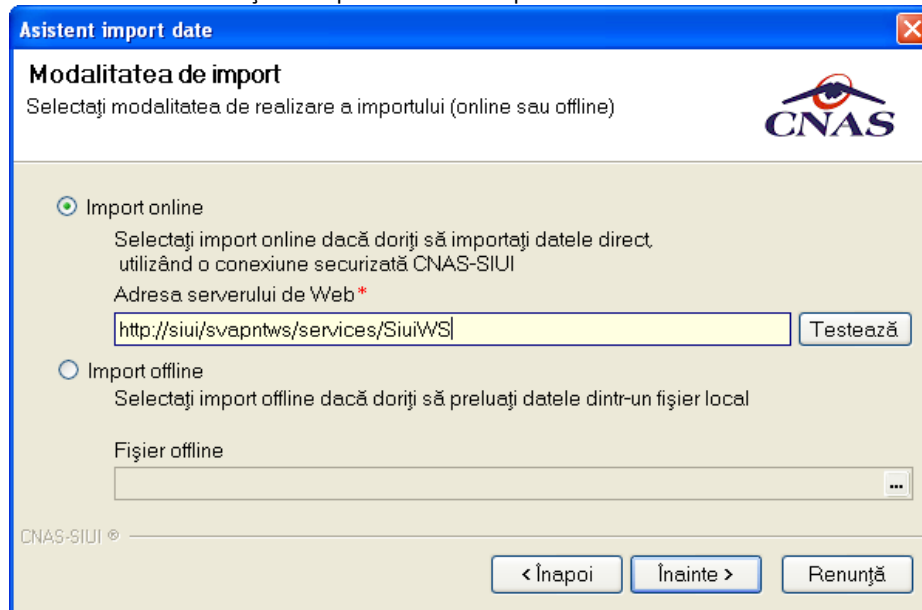 Asistent import date
Modalitatea de import
Selectaţi modalitatea de realizare a importului (online sau offline)
CNAS
Import online
Selectaţi import online dacă doriţi să importaţi datele direct,
utilizând o conexiune securizată CNAS-SIUI
Adresa serverului de Web*
http://siui/svapntws/services/SiuiWS
Testează
Import offline
Selectaţi import offline dacă doriţi să preluaţi datele dintr-un fişier local
Fişier offline
...
CNAS-SIUI ®
< Înapoi
Înainte >
Renunţă